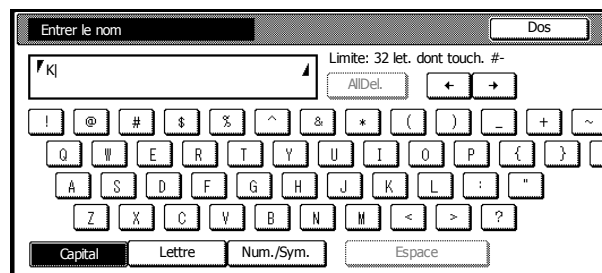 Entrer le nom Dos
Limite: 32 let. dont touch. #-
K|
AllDel. ← →
! @ # $ % ^ & * ( ) _ + ~
Q W E R T Y U I O P { }
A S D F G H J K L : "
Z X C V B N M < > ?
Capital Lettre Num./Sym. Espace